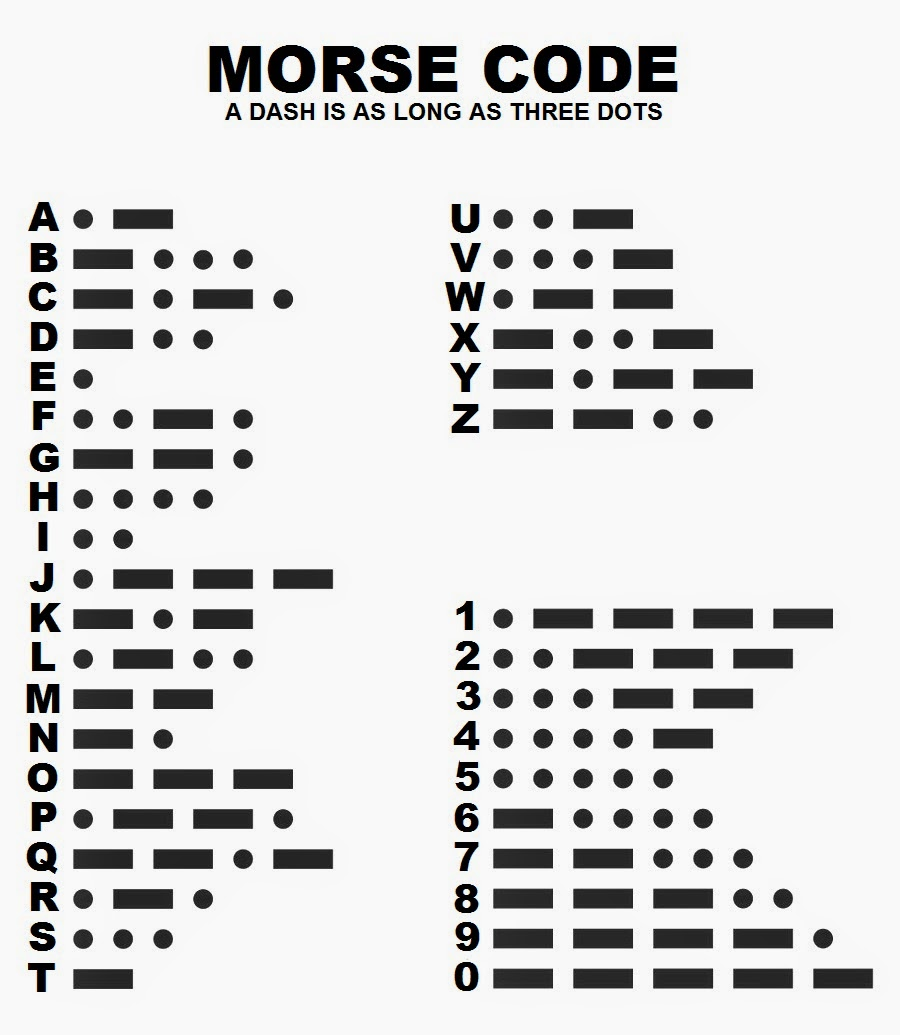 MORSE CODE
A DASH IS AS LONG AS THREE DOTS
A
B
C
D
E
F
G
H
I
J
K
L
M
N
O
P
Q
R
S
T
U
V
W
X
Y
Z
1
2
3
4
5
6
7
8
9
0